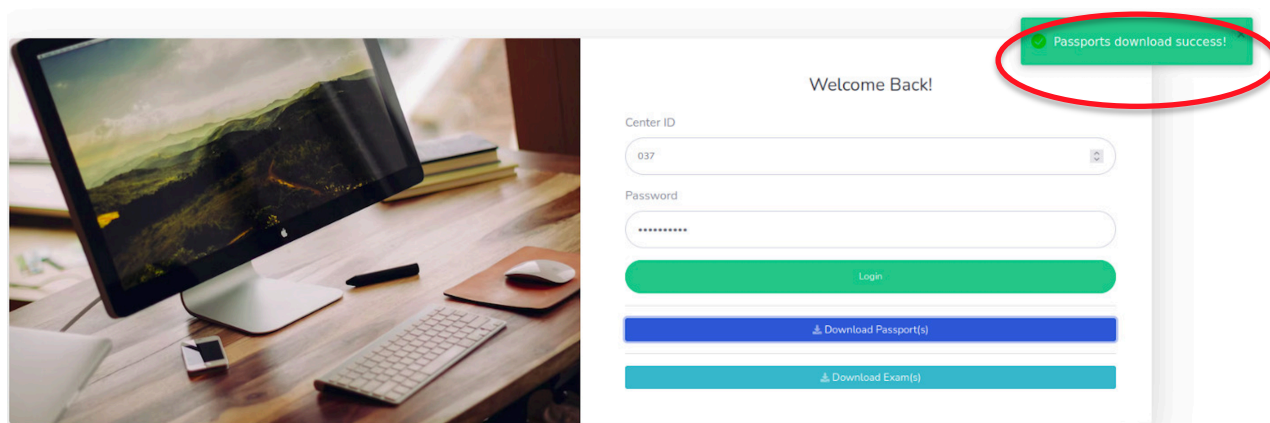 Passports download success!
Welcome Back!
Center ID
037
Password
••••••••••
Login
Download Passport(s)
Download Exam(s)